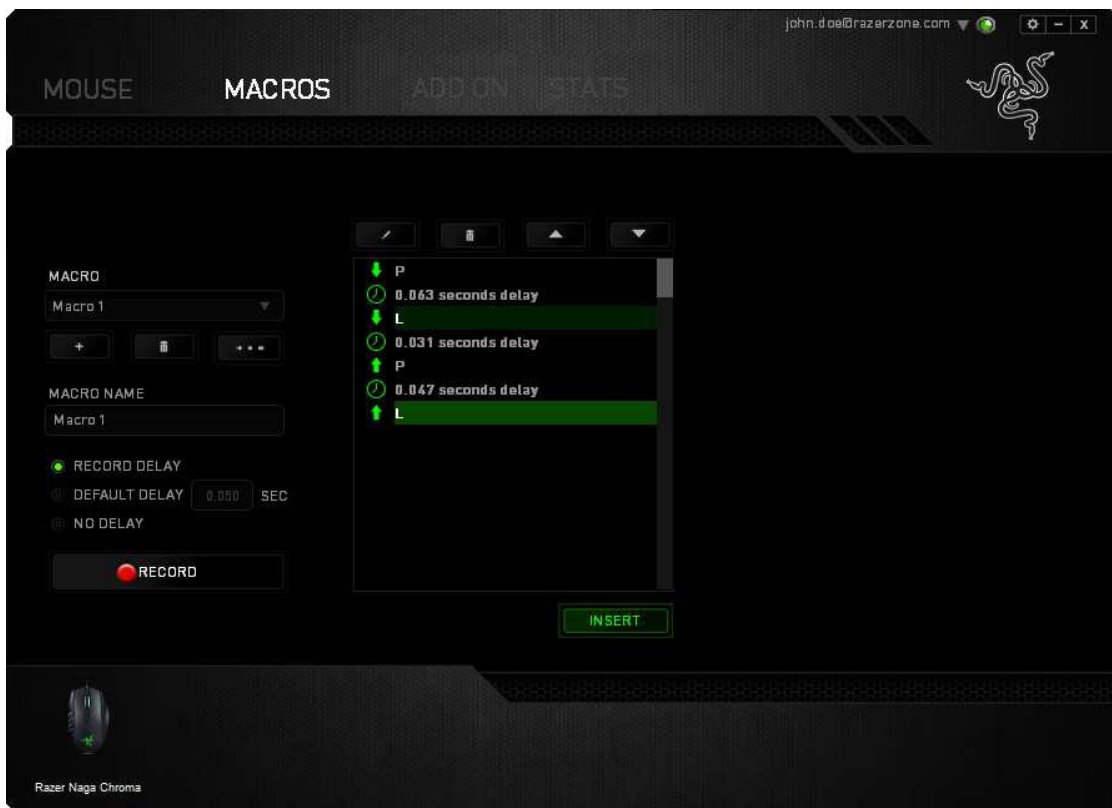 john.doe@razerzone.com
X
MOUSE MACROS ADD ON STATS
MACRO
Macro 1
MACRO NAME
Macro 1
RECORD DELAY
DEFAULT DELAY 0.050 SEC
NO DELAY
RECORD
P
0.063 seconds delay
L
0.031 seconds delay
P
0.047 seconds delay
L
INSERT
Razer Naga Chroma